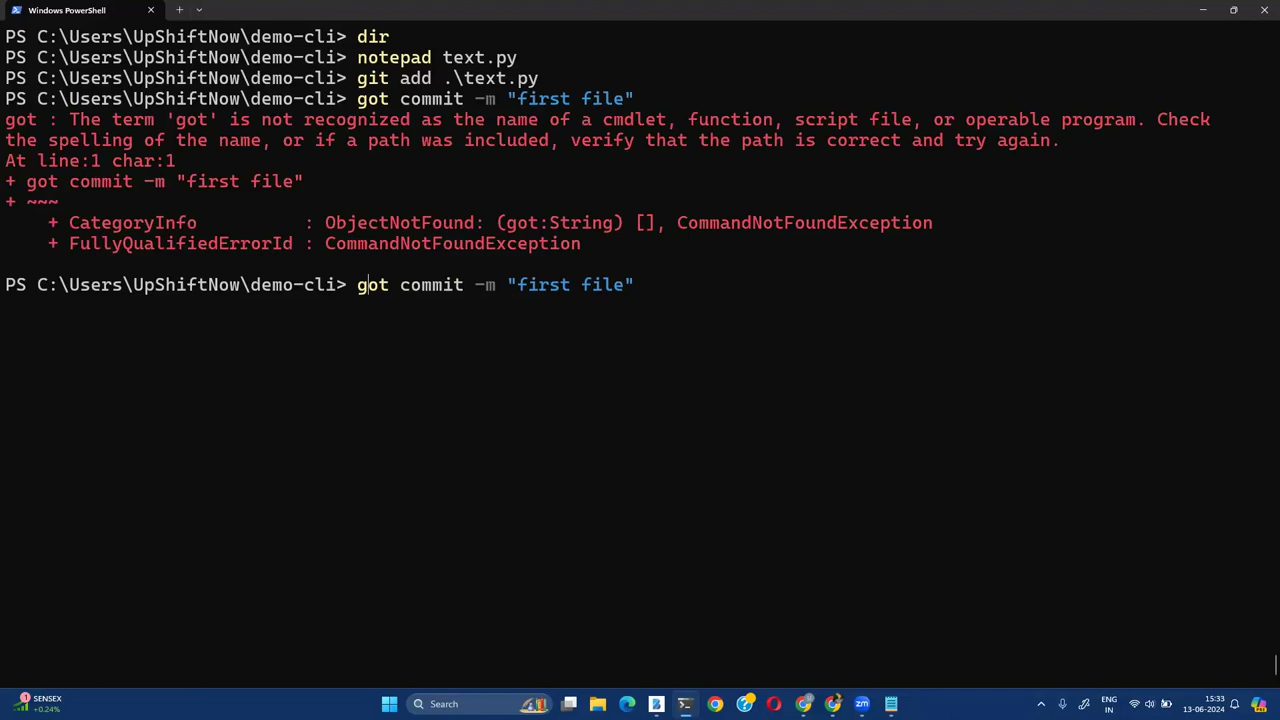 Windows PowerShell
PS C:\Users\UpShiftNow\demo-cli> dir
PS C:\Users\UpShiftNow\demo-cli> notepad text.py
PS C:\Users\UpShiftNow\demo-cli> git add .\text.py
PS C:\Users\UpShiftNow\demo-cli> got commit -m "first file"
got : The term 'got' is not recognized as the name of a cmdlet, function, script file, or operable program. Check
the spelling of the name, or if a path was included, verify that the path is correct and try again.
At line:1 char:1
+ got commit -m "first file"
+ ~~~
    + CategoryInfo          : ObjectNotFound: (got:String) [], CommandNotFoundException
    + FullyQualifiedErrorId : CommandNotFoundException
PS C:\Users\UpShiftNow\demo-cli> got commit -m "first file"
1
SENSEX
+0.24%
Search
ENG
IN
15:33
13-06-2024